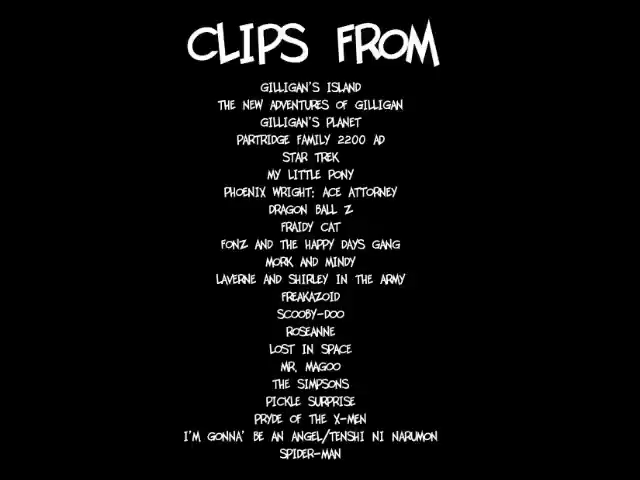 CLIPS FROM
GILLIGAN'S ISLAND
THE NEW ADVENTURES OF GILLIGAN
GILLIGAN'S PLANET
PARTRIDGE FAMILY 2200 AD
STAR TREK
MY LITTLE PONY
PHOENIX WRIGHT: ACE ATTORNEY
DRAGON BALL Z
FRAIDY CAT
FONZ AND THE HAPPY DAYS GANG
MORK AND MINDY
LAVERNE AND SHIRLEY IN THE ARMY
FREAKAZOID
SCOOBY-DOO
ROSEANNE
LOST IN SPACE
MR. MAGOO
THE SIMPSONS
PICKLE SURPRISE
PRYDE OF THE X-MEN
I'M GONNA' BE AN ANGEL/TENSHI NI NARUMON
SPIDER-MAN